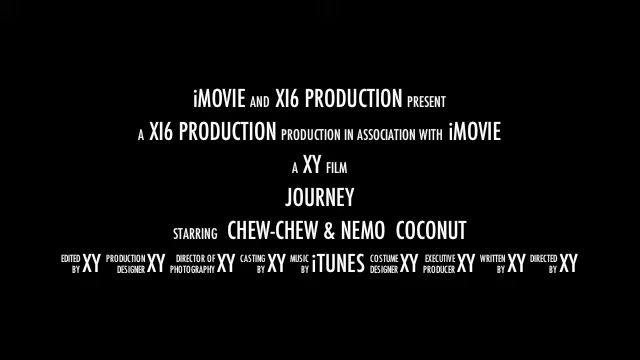 iMOVIE AND XI6 PRODUCTION PRESENT
A XI6 PRODUCTION PRODUCTION IN ASSOCIATION WITH iMOVIE
A XY FILM
JOURNEY
STARRING CHEW-CHEW & NEMO COCONUT
EDITED BY XY PRODUCTION DESIGNER XY DIRECTOR OF PHOTOGRAPHY XY CASTING BY XY MUSIC BY iTUNES COSTUME DESIGNER XY EXECUTIVE PRODUCER XY WRITTEN BY XY DIRECTED BY XY